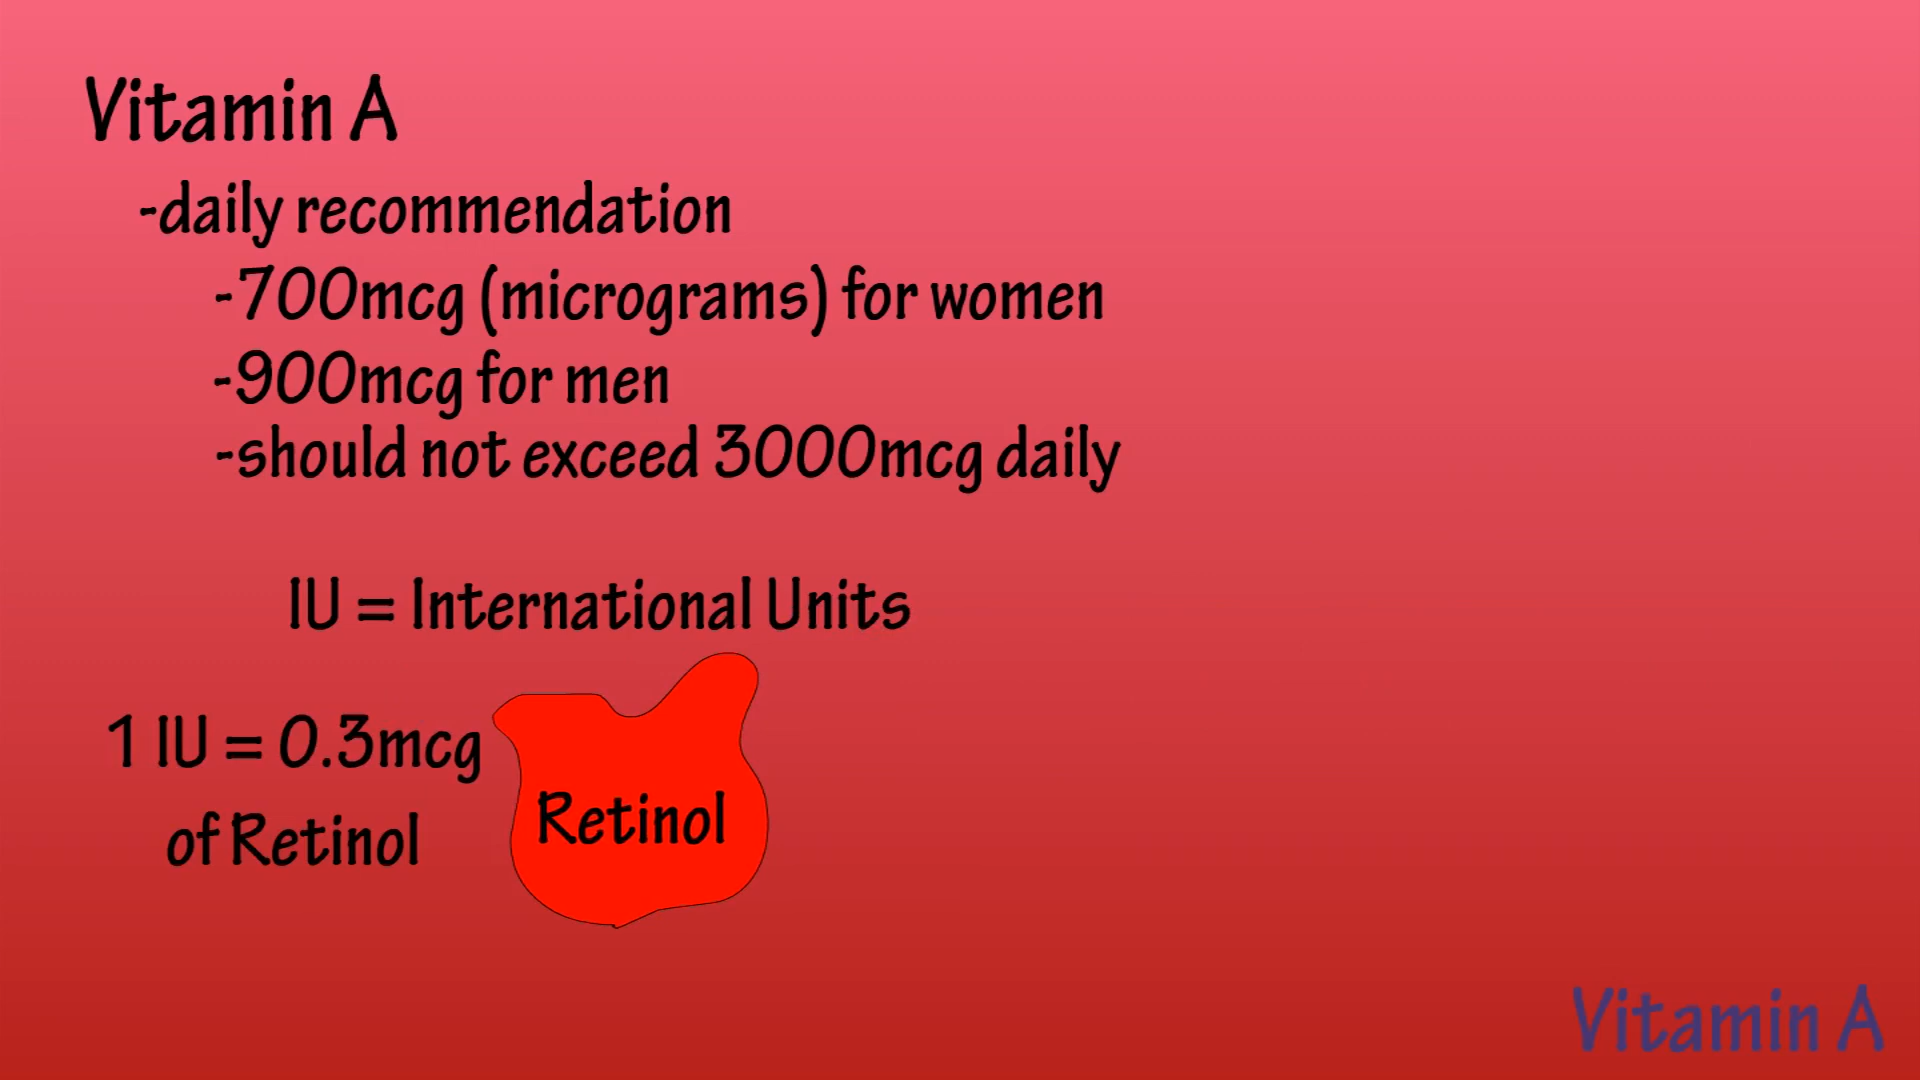 Vitamin A
-daily recommendation
-700mcg (micrograms) for women
-900mcg for men
-should not exceed 3000mcg daily
IU = International Units
1 IU = 0.3mcg
of Retinol
Retinol
Vitamin A